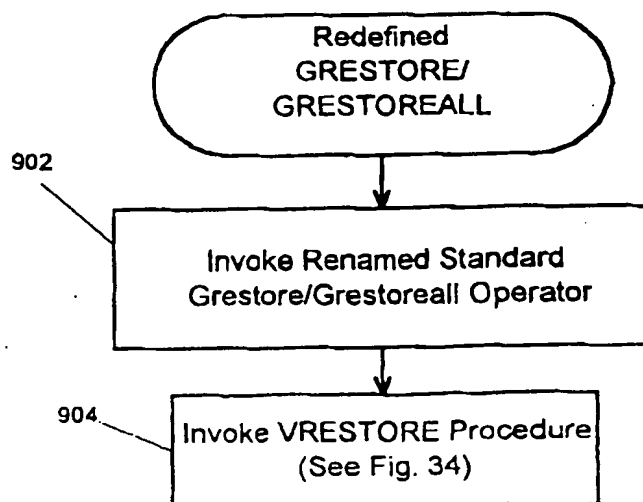 Redefined
GRESTORE/
GRESTOREALL
902
Invoke Renamed Standard
Grestore/Grestoreall Operator
904
Invoke VRESTORE Procedure
(See Fig. 34)